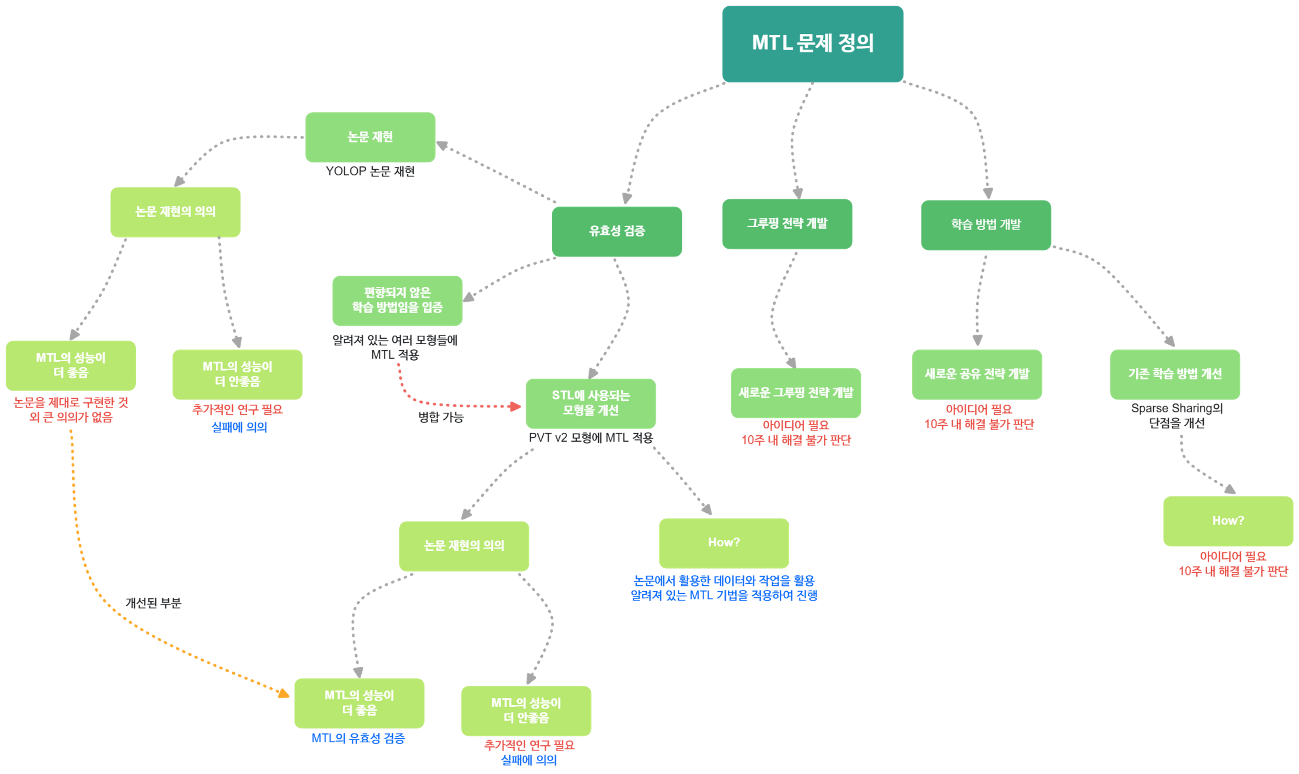 MTL 문제 정의
논문 재현
YOLOP 논문 재현
논문 재현의 의의
유효성 검증
그루핑 전략 개발
학습 방법 개발
편향되지 않은
학습 방법임을 입증
알려져 있는 여러 모형들에
MTL 적용
MTL의 성능이
더 좋음
논문을 제대로 구현한 것
외 큰 의의가 없음
MTL의 성능이
더 안좋음
추가적인 연구 필요
실패에 의의
병합 가능
STL에 사용되는
모형을 개선
PVT v2 모형에 MTL 적용
새로운 그루핑 전략 개발
아이디어 필요
10주 내 해결 불가 판단
새로운 공유 전략 개발
아이디어 필요
10주 내 해결 불가 판단
기존 학습 방법 개선
Sparse Sharing의
단점을 개선
How?
아이디어 필요
10주 내 해결 불가 판단
논문 재현의 의의
How?
논문에서 활용한 데이터와 작업을 활용
알려져 있는 MTL 기법을 적용하여 진행
개선된 부분
MTL의 성능이
더 좋음
MTL의 유효성 검증
MTL의 성능이
더 안좋음
추가적인 연구 필요
실패에 의의